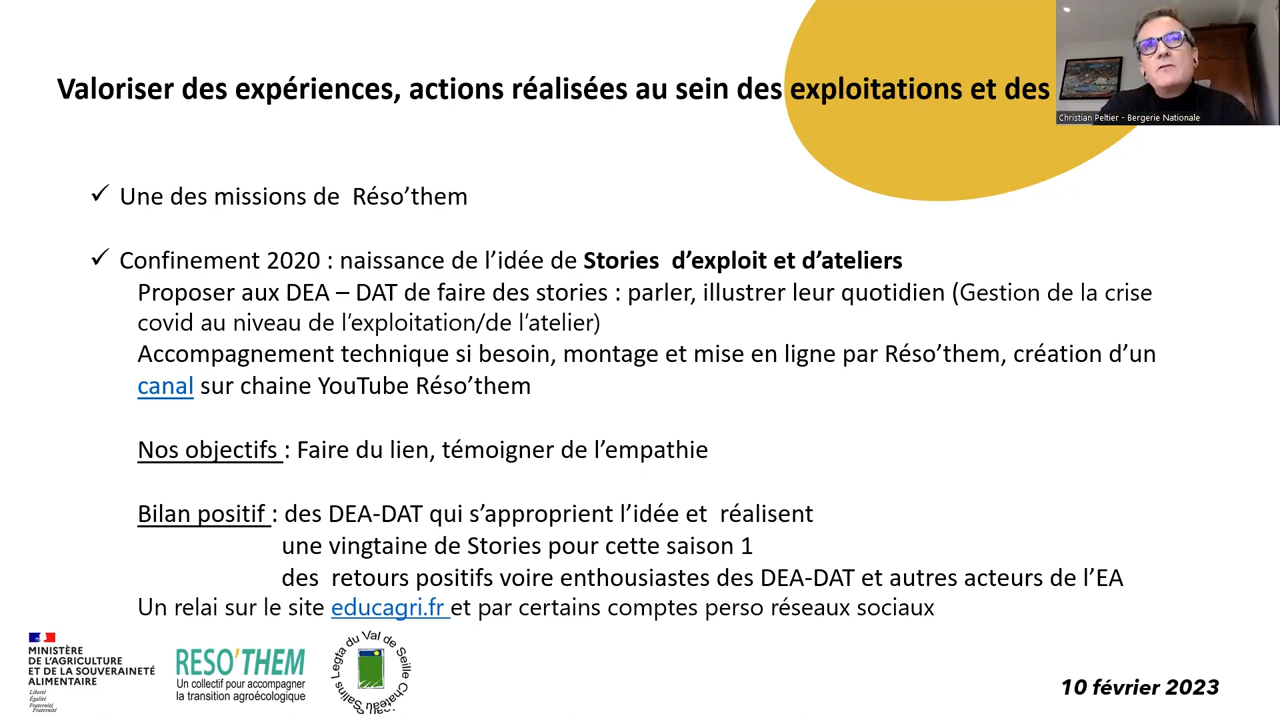 Valoriser des expériences, actions réalisées au sein des exploitations et des
Christian Peltier - Bergerie Nationale
✓ Une des missions de Réso’them
✓ Confinement 2020 : naissance de l’idée de Stories d’exploit et d’ateliers
Proposer aux DEA – DAT de faire des stories : parler, illustrer leur quotidien (Gestion de la crise
covid au niveau de l’exploitation/de l’atelier)
Accompagnement technique si besoin, montage et mise en ligne par Réso’them, création d’un
canal sur chaine YouTube Réso’them
Nos objectifs : Faire du lien, témoigner de l’empathie
Bilan positif : des DEA-DAT qui s’approprient l’idée et réalisent
une vingtaine de Stories pour cette saison 1
des retours positifs voire enthousiastes des DEA-DAT et autres acteurs de l’EA
Un relai sur le site educagri.fr et par certains comptes perso réseaux sociaux
MINISTÈRE
DE L’AGRICULTURE
ET DE LA SOUVERAINETÉ
ALIMENTAIRE
Liberté
Égalité
Fraternité
Fraternité
RESO’THEM
Un collectif pour accompagner
la transition agroécologique
Legta du Val de Seille Chateau Salins
10 février 2023